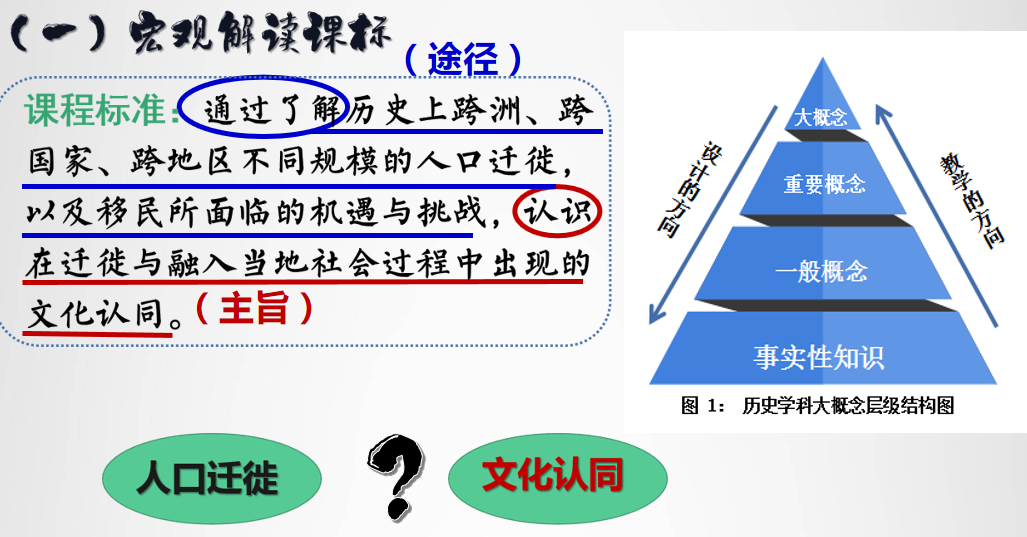 （一）宏观解读课标
（途径）
课程标准：通过了解历史上跨洲、跨
国家、跨地区不同规模的人口迁徙，
以及移民所面临的机遇与挑战，认识
在迁徙与融入当地社会过程中出现的
文化认同。（主旨）
大概念
重要概念
一般概念
事实性知识
设计的方向
教学的方向
图 1： 历史学科大概念层级结构图
人口迁徙
？
文化认同